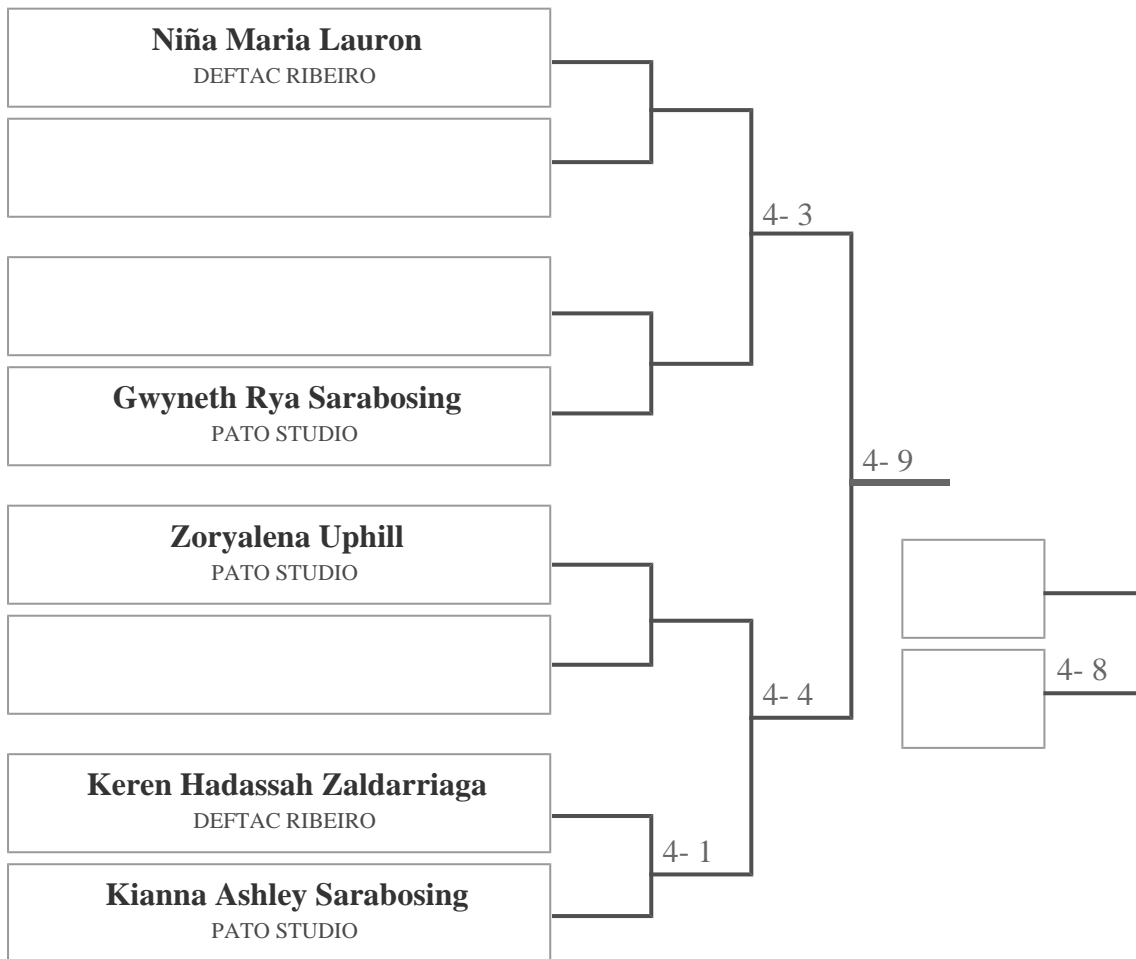 Niña Maria Lauron
DEFTAC RIBEIRO
4- 3
Gwyneth Rya Sarabosing
PATO STUDIO
4- 9
Zoryalena Uphill
PATO STUDIO
4- 8
4- 4
Keren Hadassah Zaldarriaga
DEFTAC RIBEIRO
4- 1
Kianna Ashley Sarabosing
PATO STUDIO